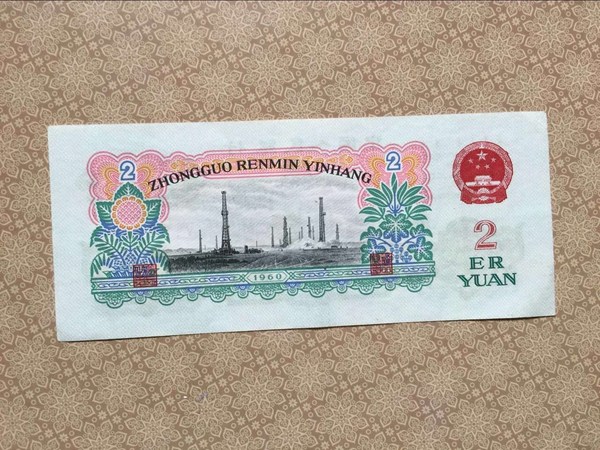 2
ZHONGGUO RENMIN YINHANG
2
1960
2
ER
YUAN